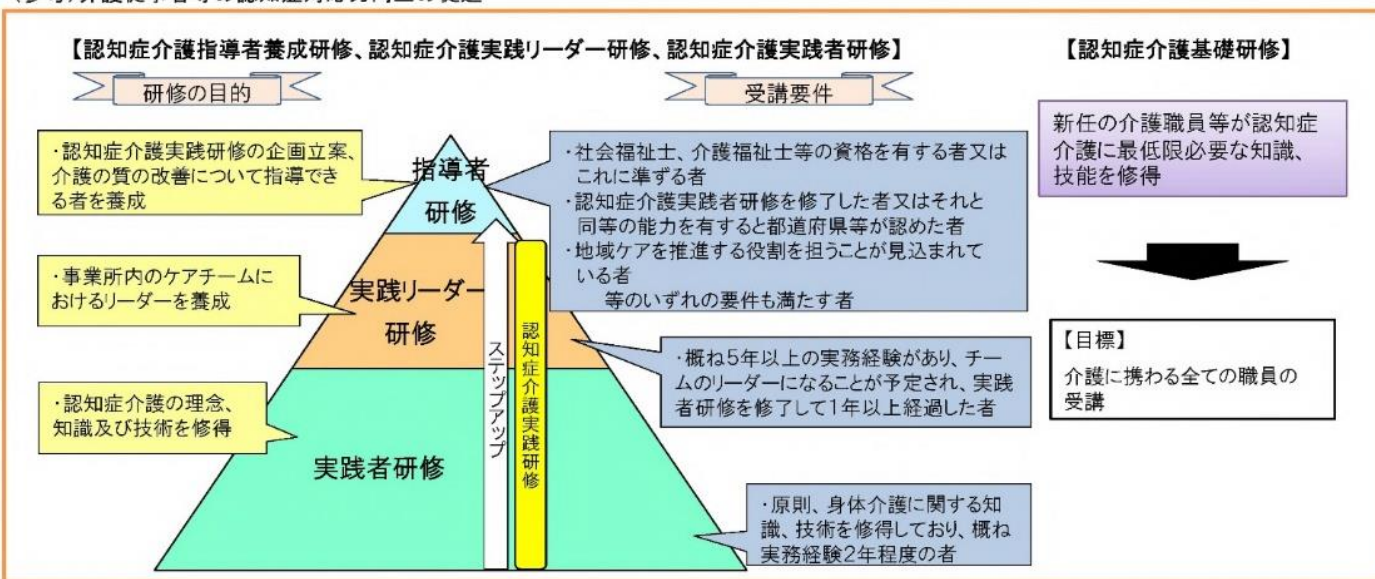 【認知症介護指導者養成研修、認知症介護実践リーダー研修、認知症介護実践者研修】
研修の目的
受講要件
・認知症介護実践研修の企画立案、
介護の質の改善について指導でき
る者を養成
・事業所内のケアチームに
おけるリーダーを養成
・認知症介護の理念、
知識及び技術を修得
指導者
研修
実践リーダー
研修
実践者研修
ステップアップ
認知症介護実践研修
・社会福祉士、介護福祉士等の資格を有する者又は
これに準ずる者
・認知症介護実践者研修を修了した者又はそれと
同等の能力を有すると都道府県等が認めた者
・地域ケアを推進する役割を担うことが見込まれて
いる者
等のいずれの要件も満たす者
・概ね5年以上の実務経験があり、チー
ムのリーダーになることが予定され、実践
者研修を修了して1年以上経過した者
・原則、身体介護に関する知
識、技術を修得しており、概ね
実務経験2年程度の者
【認知症介護基礎研修】
新任の介護職員等が認知症
介護に最低限必要な知識、
技能を修得
【目標】
介護に携わる全ての職員の
受講